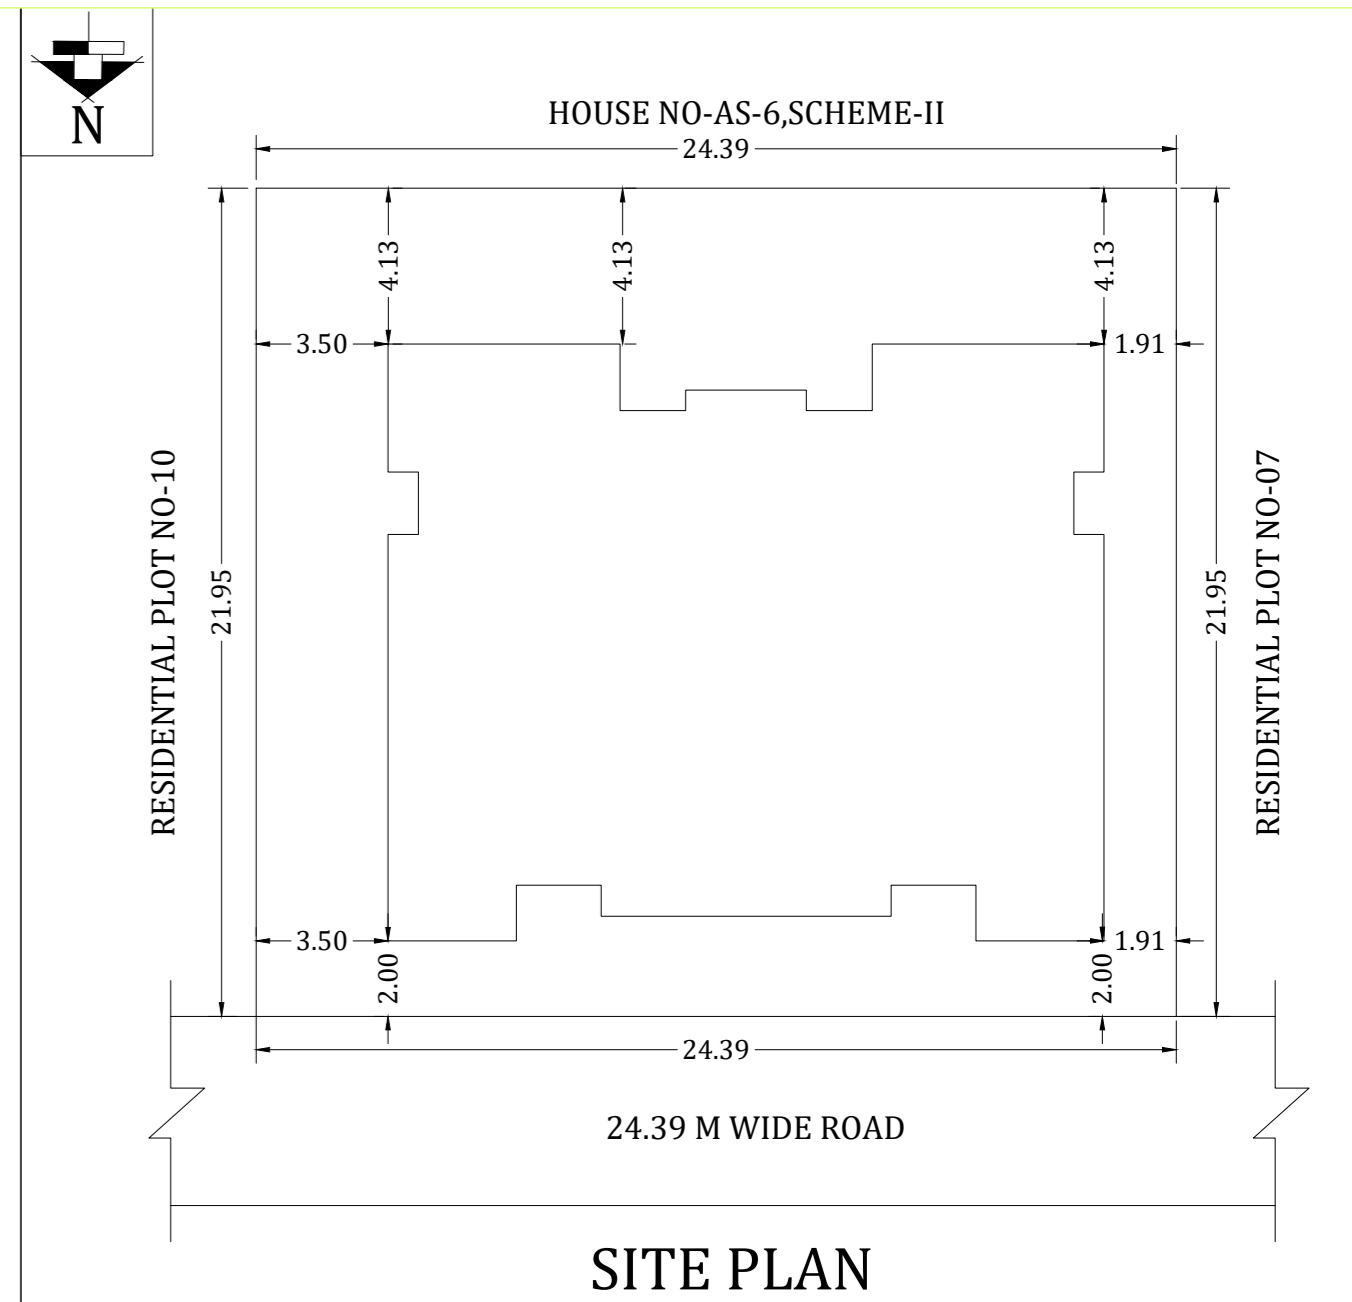 N
HOUSE NO-AS-6,SCHEME-II
24.39
4.13
4.13
4.13
3.50
1.91
RESIDENTIAL PLOT NO-10
21.95
21.95
RESIDENTIAL PLOT NO-07
3.50
1.91
2.00
2.00
24.39
24.39 M WIDE ROAD
SITE PLAN